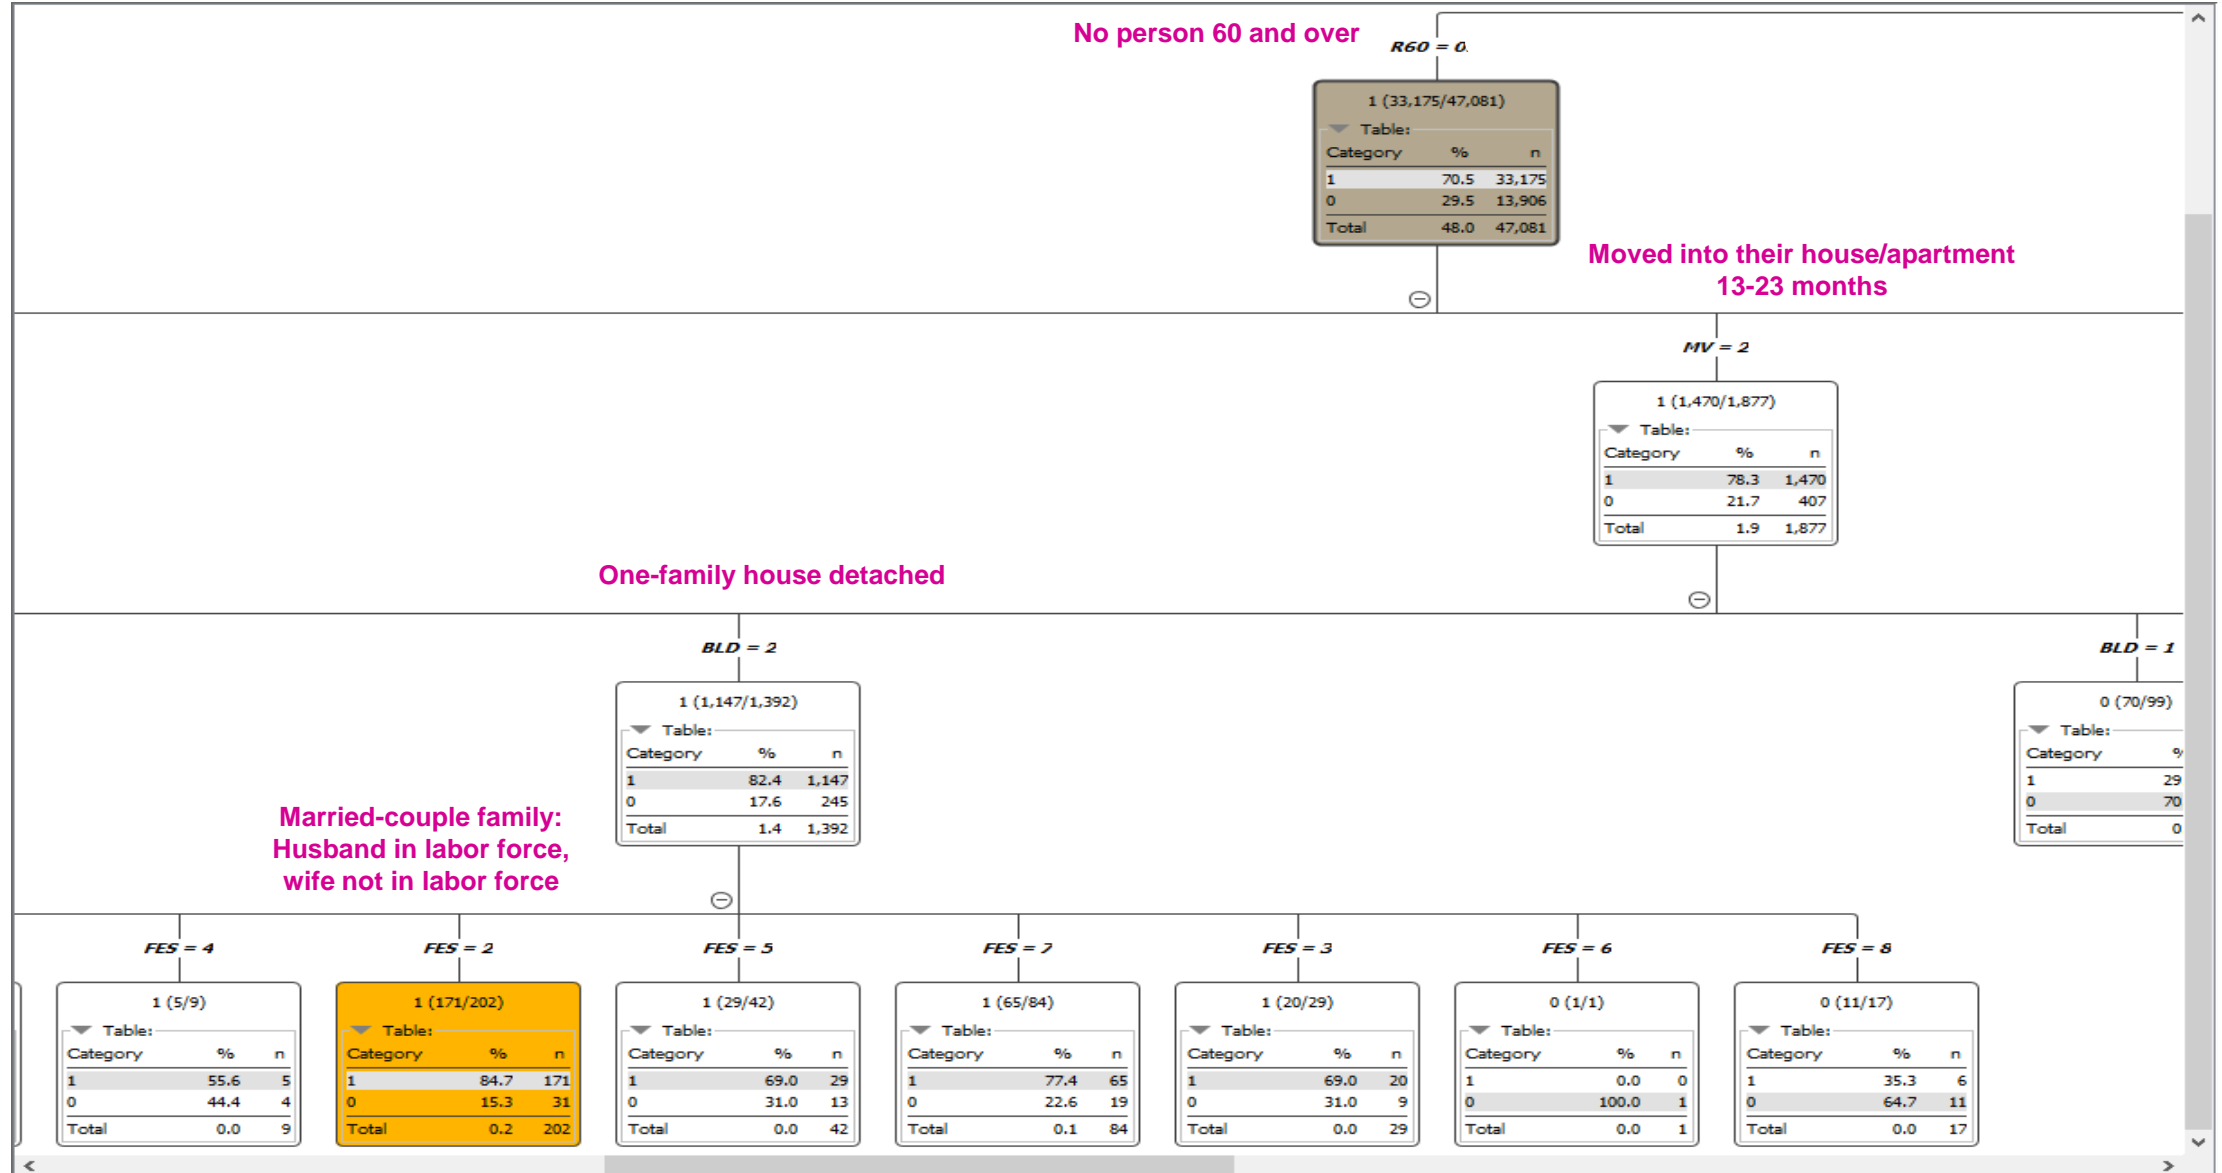 No person 60 and over
R60 = 0.
1 (33,175/47,081)
Table:
Category % n
1 70.5 33,175
0 29.5 13,906
Total 48.0 47,081
Moved into their house/apartment
13-23 months
MV = 2
1 (1,470/1,877)
Table:
Category % n
1 78.3 1,470
0 21.7 407
Total 1.9 1,877
One-family house detached
BLD = 2
1 (1,147/1,392)
Table:
Category % n
1 82.4 1,147
0 17.6 245
Total 1.4 1,392
BLD = 1
0 (70/99)
Table:
Category %
1 29
0 70
Total 0
Married-couple family:
Husband in labor force,
wife not in labor force
FES = 4
1 (5/9)
Table:
Category % n
1 55.6 5
0 44.4 4
Total 0.0 9
FES = 2
1 (171/202)
Table:
Category % n
1 84.7 171
0 15.3 31
Total 0.2 202
FES = 5
1 (29/42)
Table:
Category % n
1 69.0 29
0 31.0 13
Total 0.0 42
FES = 7
1 (65/84)
Table:
Category % n
1 77.4 65
0 22.6 19
Total 0.1 84
FES = 3
1 (20/29)
Table:
Category % n
1 69.0 20
0 31.0 9
Total 0.0 29
FES = 6
0 (1/1)
Table:
Category % n
1 0.0 0
0 100.0 1
Total 0.0 1
FES = 8
0 (11/17)
Table:
Category % n
1 35.3 6
0 64.7 11
Total 0.0 17